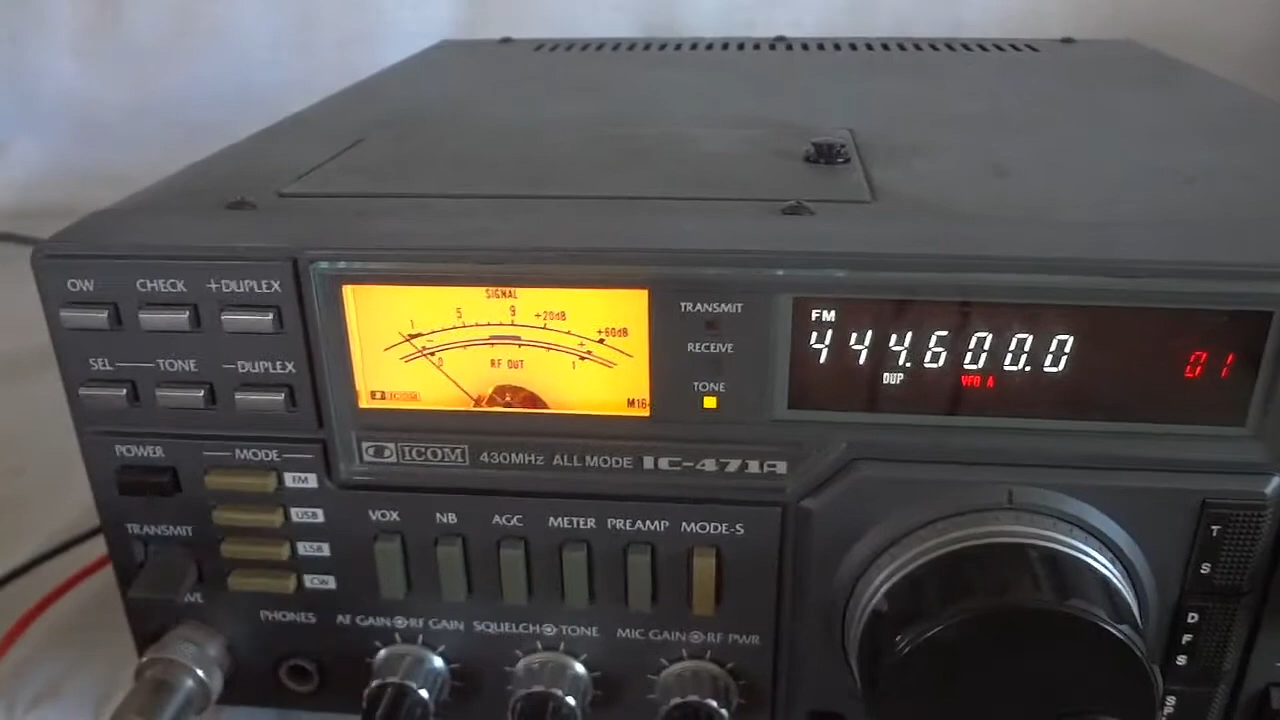 OW CHECK +DUPLEX
SEL TONE -DUPLEX
SIGNAL
1 5 9 +20dB +60dB
0 RF OUT 1
ICOM M16
TRANSMIT
RECEIVE
TONE
FM
444.600.0 01
DUP VFO A
POWER MODE
ICOM 430MHz ALL MODE IC-471A
FM
USB
LSB
CW
TRANSMIT
VOX NB AGC METER PREAMP MODE-S
PHONES AF GAIN RF GAIN SQUELCH TONE MIC GAIN RF PWR
T
S
D
F
S